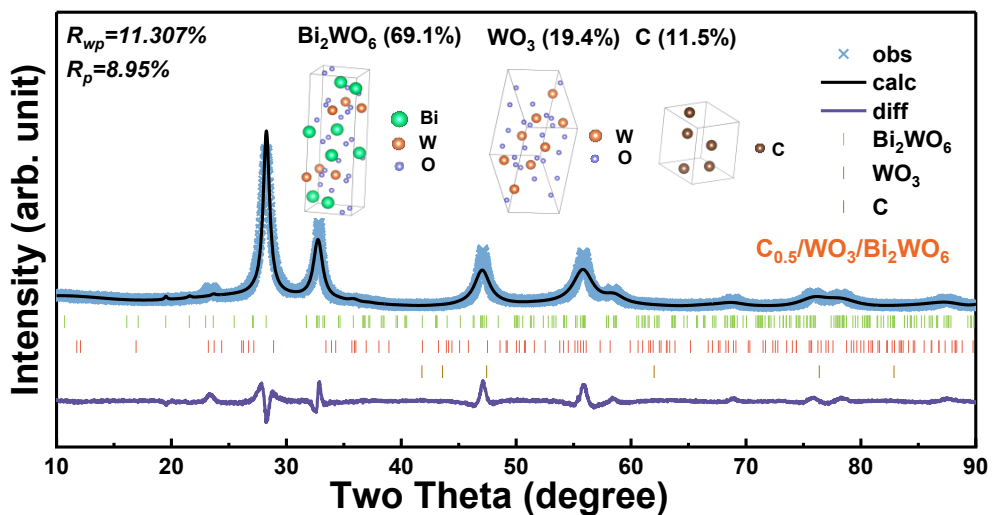 R_wp=11.307%
R_p=8.95%
Bi₂WO₆ (69.1%)
WO₃ (19.4%)
C (11.5%)
Bi
W
O
W
O
C
obs
calc
diff
Bi₂WO₆
WO₃
C
C₀.₅/WO₃/Bi₂WO₆
Intensity (arb. unit)
10 20 30 40 50 60 70 80 90
Two Theta (degree)